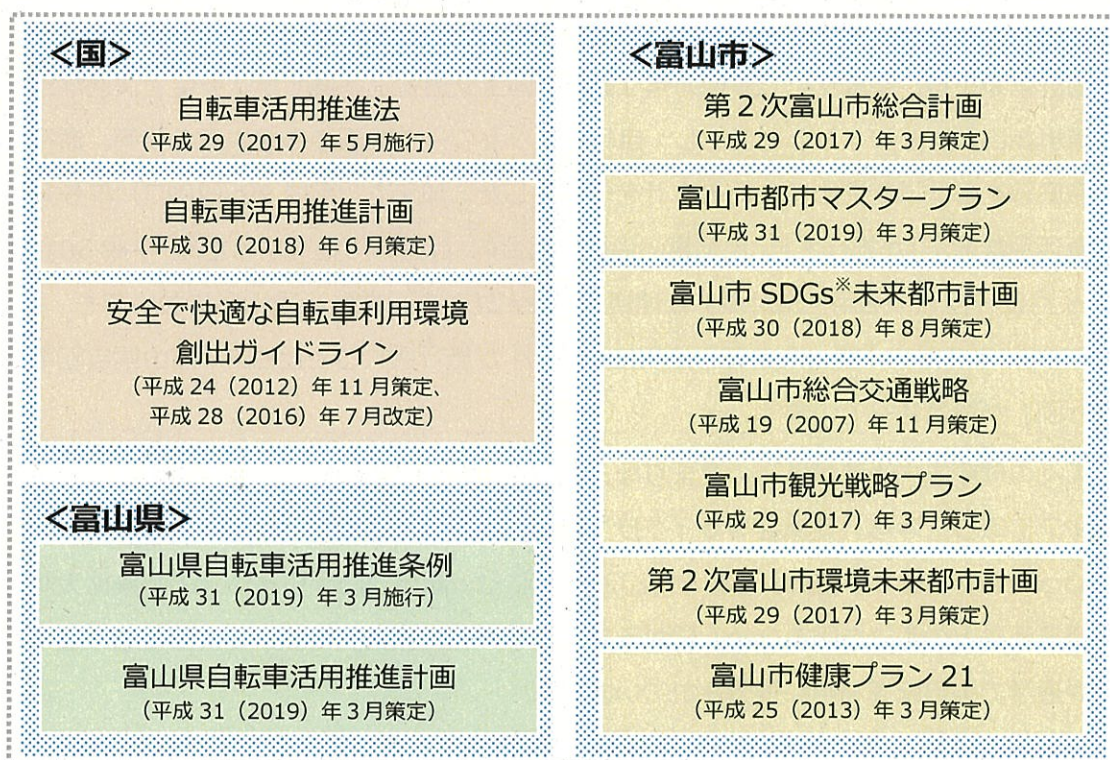 ＜国＞
自転車活用推進法
（平成 29（2017）年 5 月施行）
自転車活用推進計画
（平成 30（2018）年 6 月策定）
安全で快適な自転車利用環境
創出ガイドライン
（平成 24（2012）年 11 月策定、
平成 28（2016）年 7 月改定）
＜富山県＞
富山県自転車活用推進条例
（平成 31（2019）年 3 月施行）
富山県自転車活用推進計画
（平成 31（2019）年 3 月策定）
＜富山市＞
第２次富山市総合計画
（平成 29（2017）年 3 月策定）
富山市都市マスタープラン
（平成 31（2019）年 3 月策定）
富山市 SDGs※未来都市計画
（平成 30（2018）年 8 月策定）
富山市総合交通戦略
（平成 19（2007）年 11 月策定）
富山市観光戦略プラン
（平成 29（2017）年 3 月策定）
第２次富山市環境未来都市計画
（平成 29（2017）年 3 月策定）
富山市健康プラン 21
（平成 25（2013）年 3 月策定）